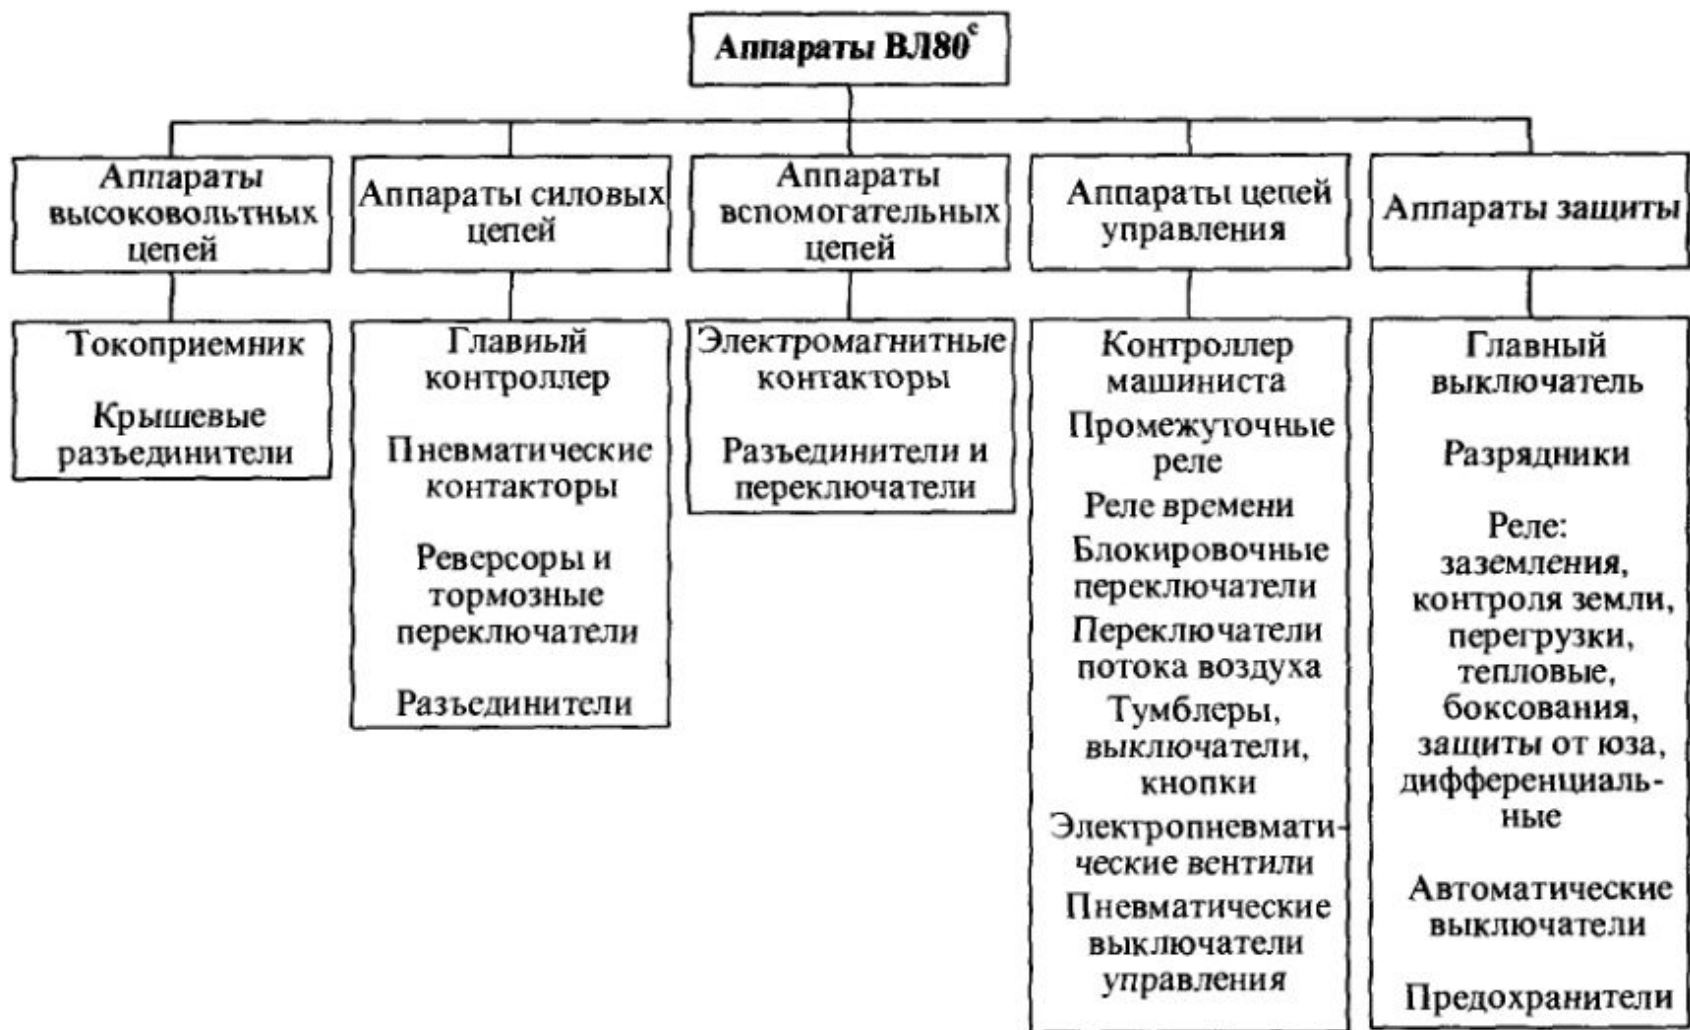 Аппараты ВЛ80с
Аппараты
высоковольтных
цепей
Аппараты силовых
цепей
Аппараты
вспомогательных
цепей
Аппараты цепей
управления
Аппараты защиты
Токоприемник
Крышевые
разъединители
Главный
контроллер
Пневматические
контакторы
Реверсоры и
тормозные
переключатели
Разъединители
Электромагнитные
контакторы
Разъединители и
переключатели
Контроллер
машиниста
Промежуточные
реле
Реле времени
Блокировочные
переключатели
Переключатели
потока воздуха
Тумблеры,
выключатели,
кнопки
Электропневмати-
ческие вентили
Пневматические
выключатели
управления
Главный
выключатель
Разрядники
Реле:
заземления,
контроля земли,
перегрузки,
тепловые,
боксования,
защиты от юза,
дифференциаль-
ные
Автоматические
выключатели
Предохранители